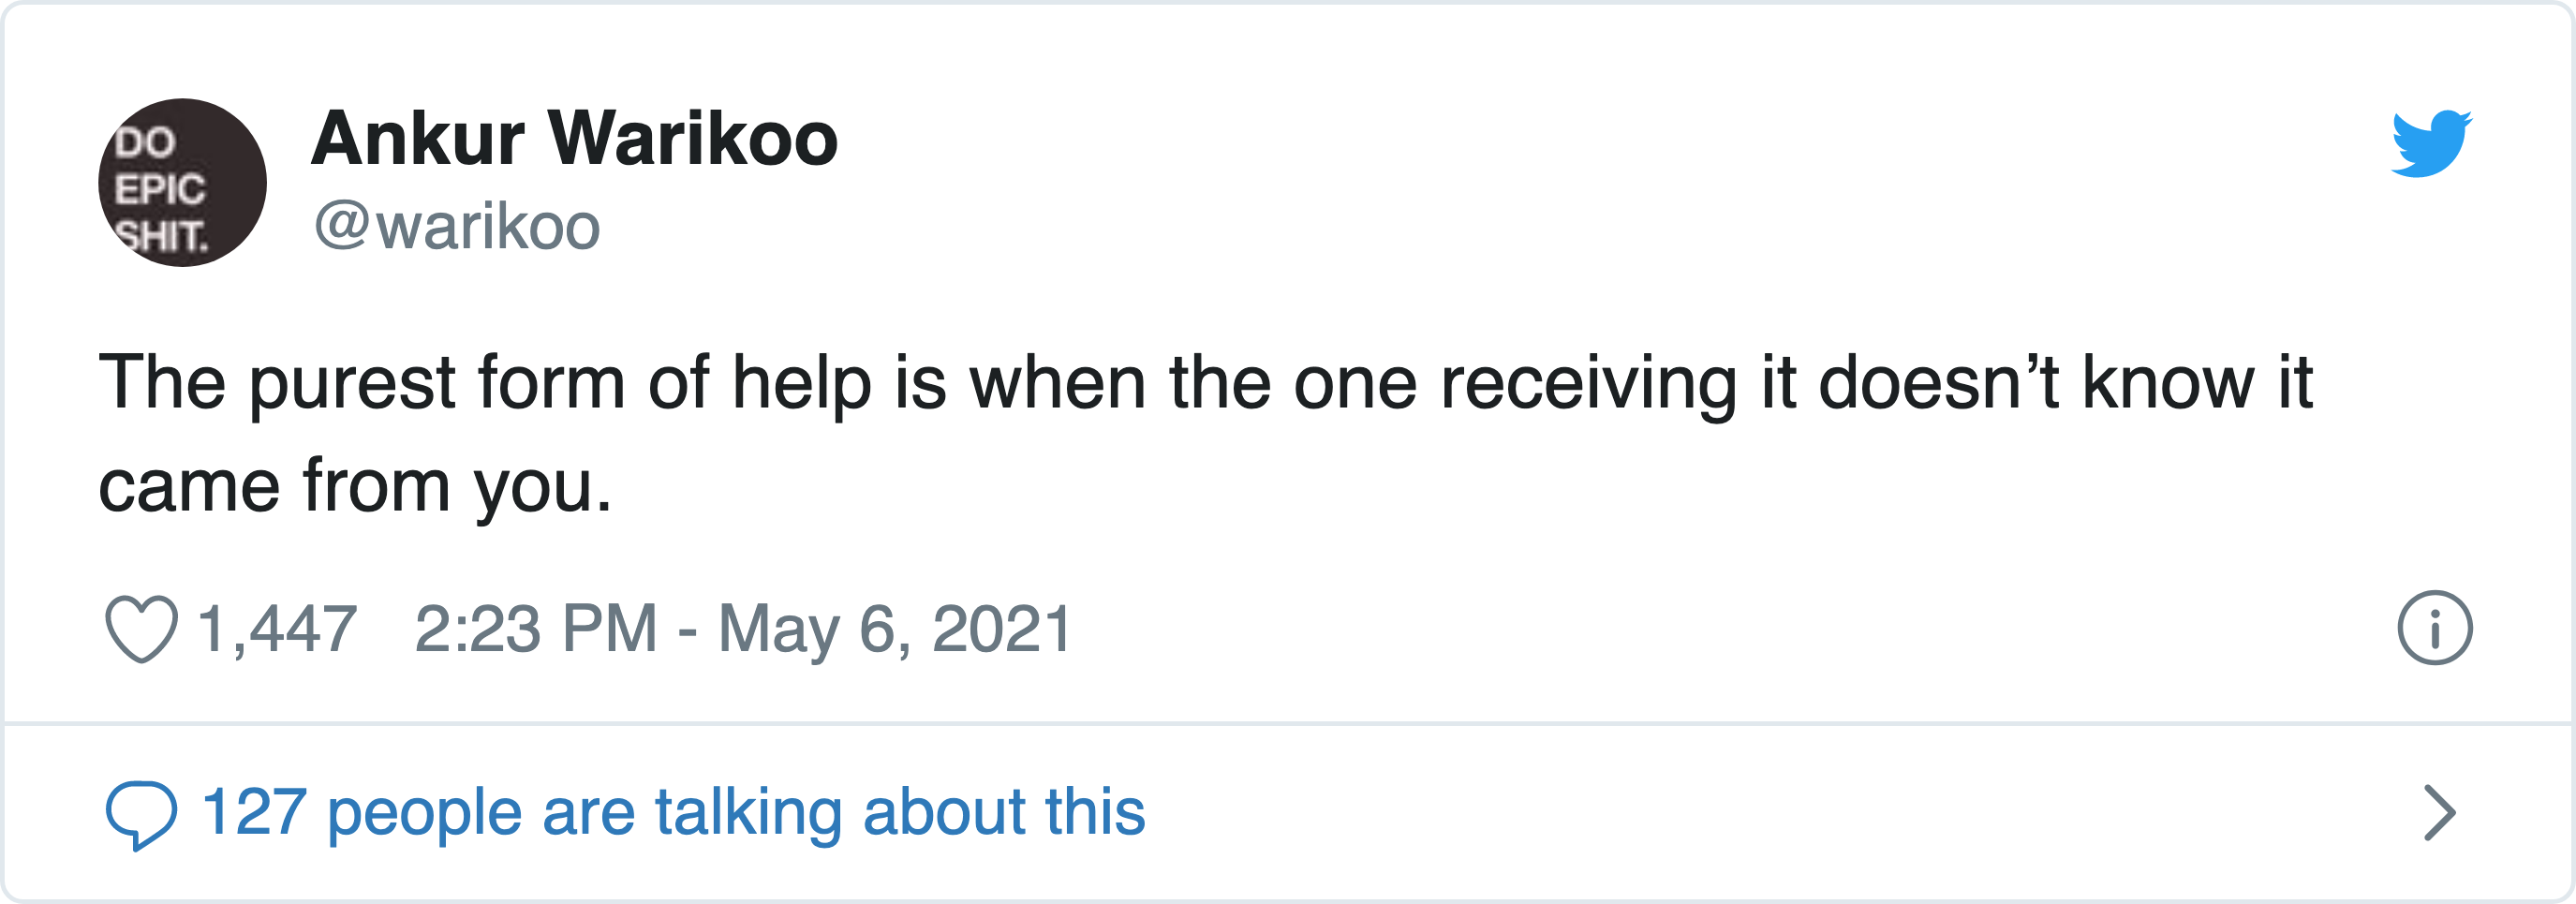 DO
EPIC
SHIT.
Ankur Warikoo
@warikoo
The purest form of help is when the one receiving it doesn’t know it
came from you.
1,447 2:23 PM - May 6, 2021
127 people are talking about this